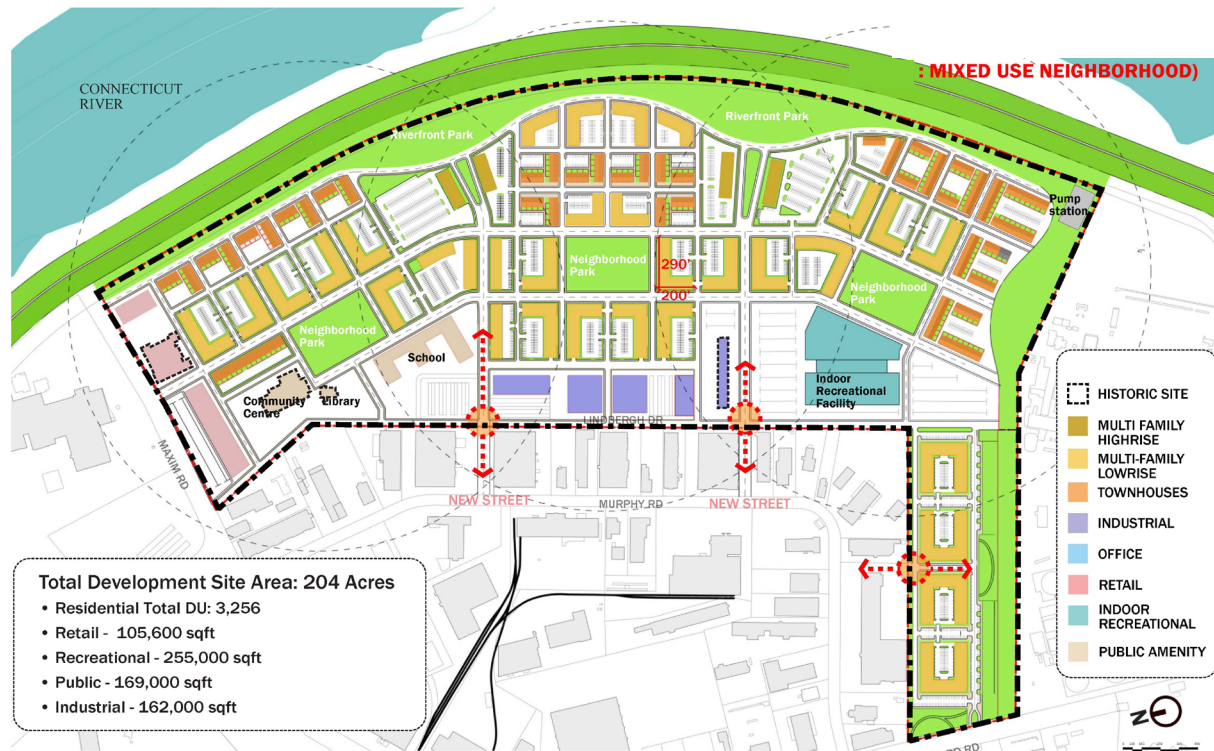 CONNECTICUT
RIVER
: MIXED USE NEIGHBORHOOD)
Riverfront Park
Riverfront Park
Pump
station
Neighborhood
Park
290'
200'
Neighborhood
Park
Neighborhood
Park
School
Community
Centre
Library
Indoor
Recreational
Facility
LINDBERGH DR
MAXIM RD
NEW STREET
MURPHY RD
NEW STREET
HISTORIC SITE
MULTI FAMILY
HIGHRISE
MULTI-FAMILY
LOWRISE
TOWNHOUSES
INDUSTRIAL
OFFICE
RETAIL
INDOOR
RECREATIONAL
PUBLIC AMENITY
Total Development Site Area: 204 Acres
• Residential Total DU: 3,256
• Retail - 105,600 sqft
• Recreational - 255,000 sqft
• Public - 169,000 sqft
• Industrial - 162,000 sqft
N
RD RD